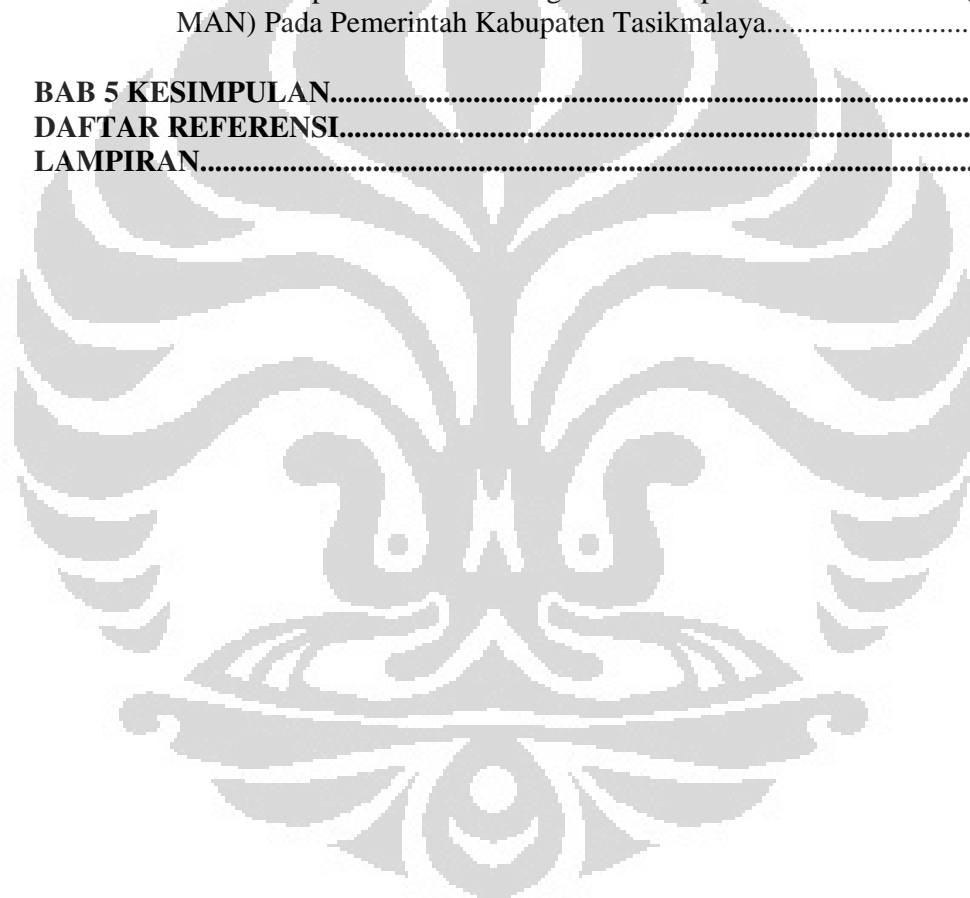 MAN) Pada Pemerintah Kabupaten Tasikmalaya............................
BAB 5 KESIMPULAN.....................................................................................
DAFTAR REFERENSI....................................................................................
LAMPIRAN.......................................................................................................